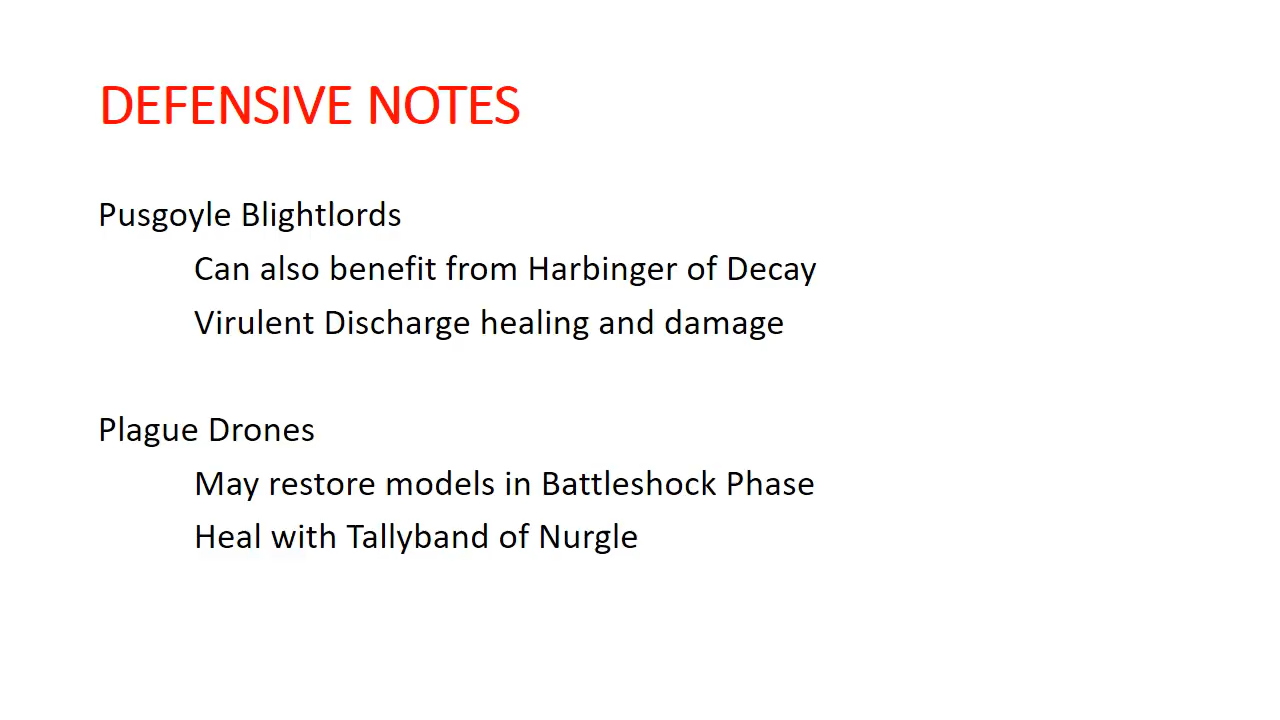 DEFENSIVE NOTES
Pusgoyle Blightlords
Can also benefit from Harbinger of Decay
Virulent Discharge healing and damage
Plague Drones
May restore models in Battleshock Phase
Heal with Tallyband of Nurgle